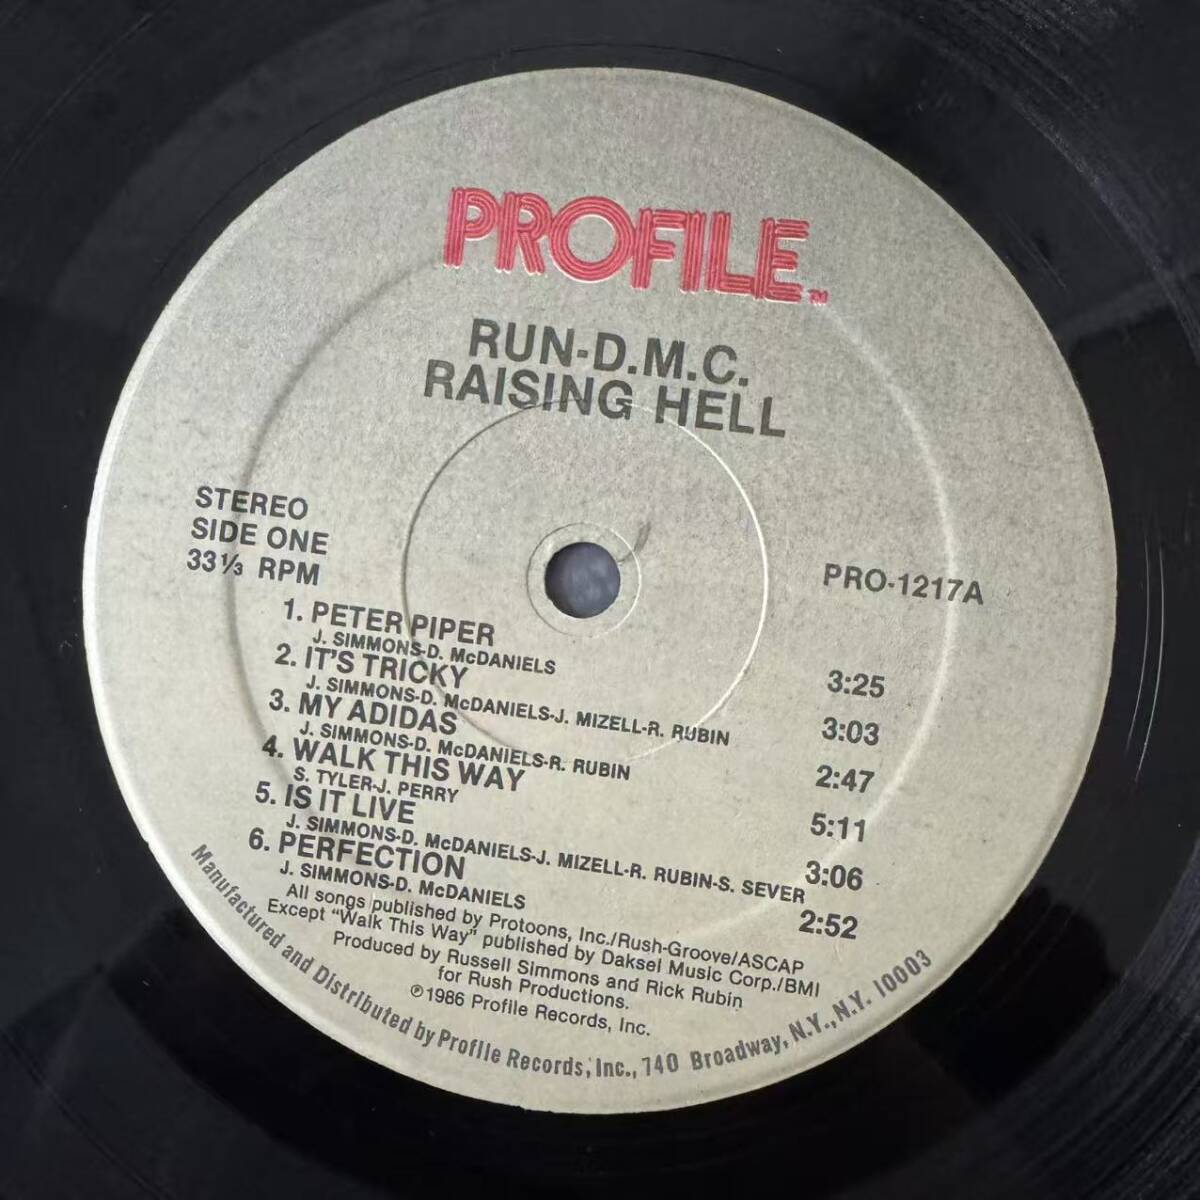 PROFILE™
RUN-D.M.C.
RAISING HELL
STEREO
SIDE ONE
33⅓ RPM
PRO-1217A
1. PETER PIPER 3:25
J. SIMMONS-D. McDANIELS
2. IT'S TRICKY 3:03
J. SIMMONS-D. McDANIELS-J. MIZELL-R. RUBIN
3. MY ADIDAS 2:47
J. SIMMONS-D. McDANIELS-R. RUBIN
4. WALK THIS WAY 5:11
S. TYLER-J. PERRY
5. IS IT LIVE 3:06
J. SIMMONS-D. McDANIELS-J. MIZELL-R. RUBIN-S. SEVER
6. PERFECTION 2:52
J. SIMMONS-D. McDANIELS
All songs published by Protoons, Inc./Rush-Groove/ASCAP
Except "Walk This Way" published by Daksel Music Corp./BMI
Produced by Russell Simmons and Rick Rubin
for Rush Productions.
℗1986 Profile Records, Inc.
Manufactured and Distributed by Profile Records, Inc., 740 Broadway, N.Y., N.Y. 10003